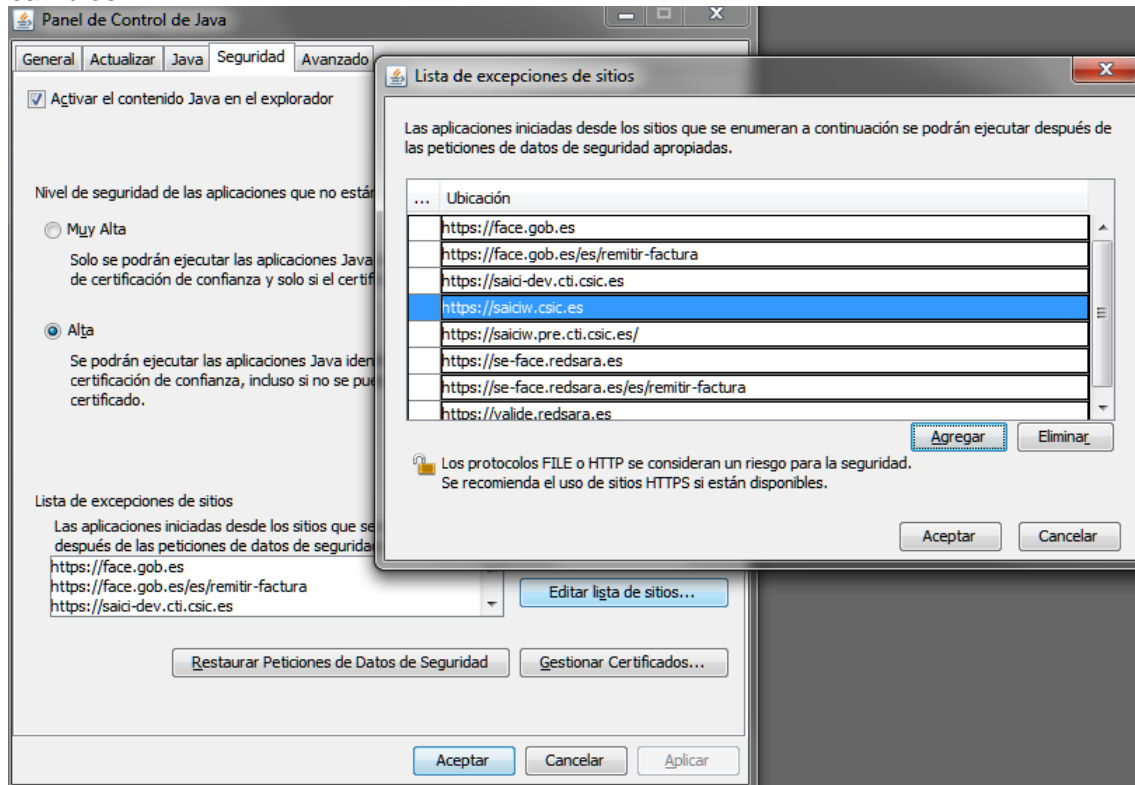 Panel de Control de Java
General Actualizar Java Seguridad Avanzado
Activar el contenido Java en el explorador
Nivel de seguridad de las aplicaciones que no
Muy Alta
Solo se podrán ejecutar las aplicaciones Java
de certificación de confianza y solo si el
Alta
Se podrán ejecutar las aplicaciones Java
certificación de confianza, incluso si no se
certificado.
Lista de excepciones de sitios
Las aplicaciones iniciadas desde los sitios que se
después de las peticiones de datos de
https://face.gob.es
https://face.gob.es/es/remitir-factura
https://saici-dev.cti.csic.es
Editar lista de sitios...
Restaurar Peticiones de Datos de Seguridad
Gestionar Certificados...
Aceptar Cancelar Aplicar
Lista de excepciones de sitios
Las aplicaciones iniciadas desde los sitios que se enumeran a continuación se podrán ejecutar después de
las peticiones de datos de seguridad apropiadas.
... Ubicación
https://face.gob.es
https://face.gob.es/es/remitir-factura
https://saici-dev.cti.csic.es
https://saiciw.csic.es
https://saiciw.pre.cti.csic.es/
https://se-face.redsara.es
https://se-face.redsara.es/es/remitir-factura
https://valide.redsara.es
Agregar Eliminar
Los protocolos FILE o HTTP se consideran un riesgo para la seguridad.
Se recomienda el uso de sitios HTTPS si están disponibles.
Aceptar Cancelar